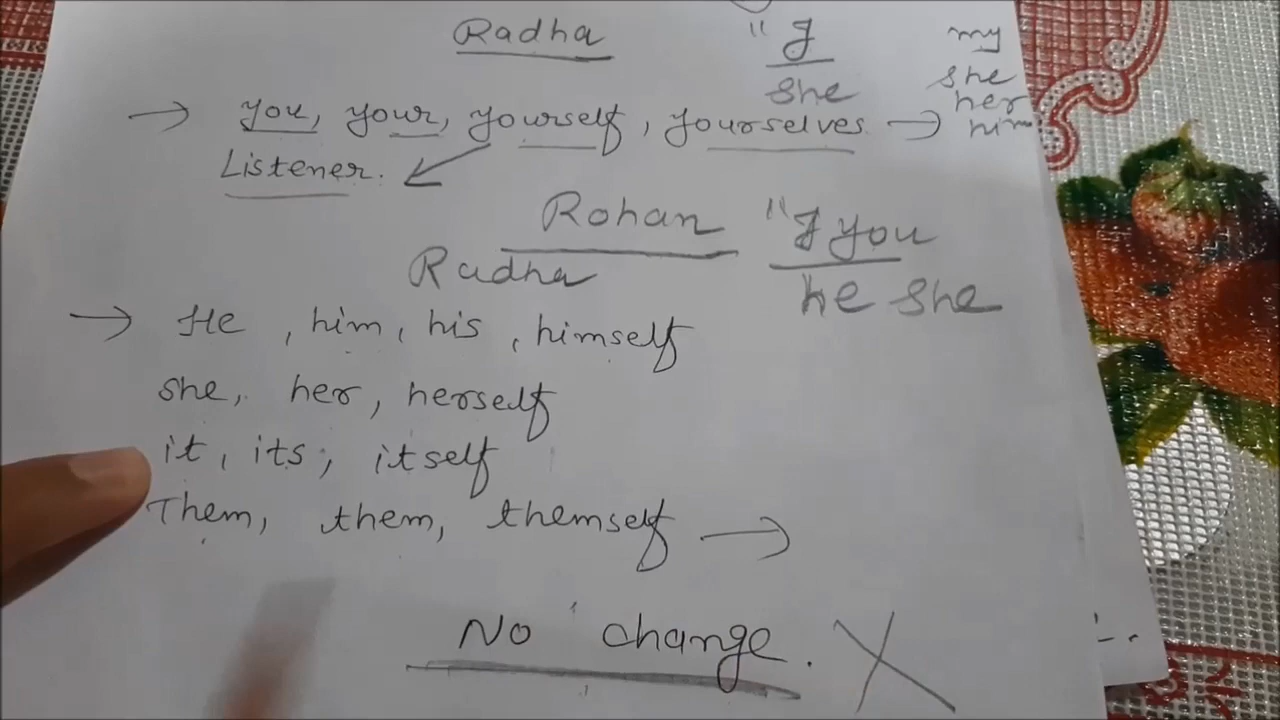 Radha "I my
she she
→ you, your, yourself, yourselves → her
him
Listener.
Rohan "I you
Radha he she
→ He, him, his, himself
she, her, herself
it, its, itself
Them, them, themself →
No change. X